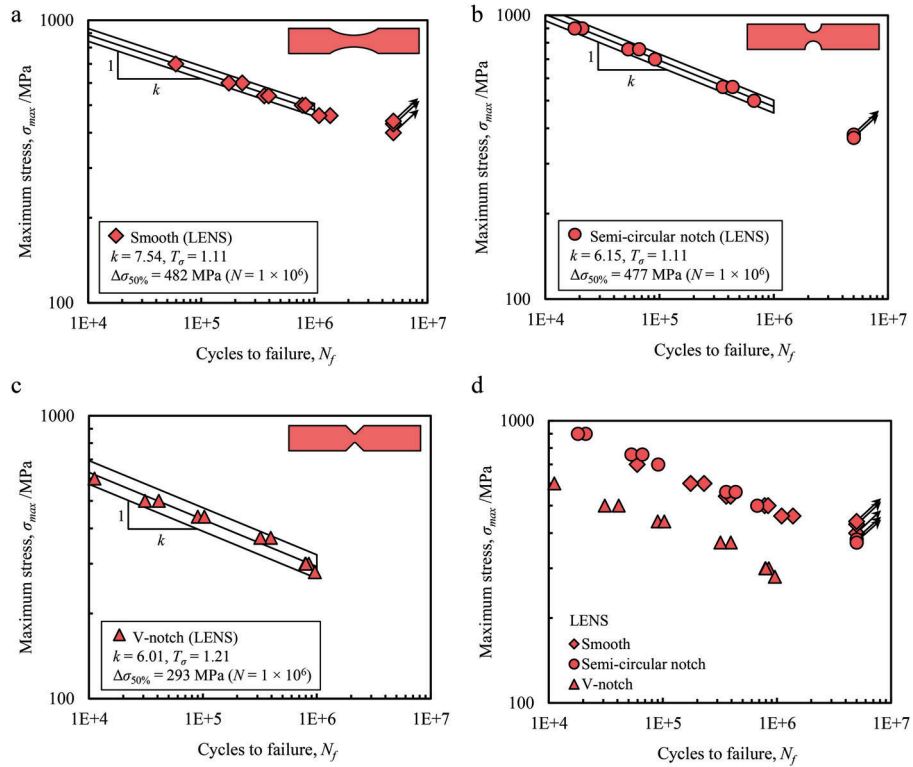 a
1000
100
Maximum stress, σmax /MPa
1
k
Smooth (LENS)
k = 7.54, Tσ = 1.11
Δσ50% = 482 MPa (N = 1 × 10⁶)
1E+4
1E+5
1E+6
1E+7
Cycles to failure, Nf
b
1000
100
Maximum stress, σmax /MPa
1
k
Semi-circular notch (LENS)
k = 6.15, Tσ = 1.11
Δσ50% = 477 MPa (N = 1 × 10⁶)
1E+4
1E+5
1E+6
1E+7
Cycles to failure, Nf
c
1000
100
Maximum stress, σmax /MPa
1
k
V-notch (LENS)
k = 6.01, Tσ = 1.21
Δσ50% = 293 MPa (N = 1 × 10⁶)
1E+4
1E+5
1E+6
1E+7
Cycles to failure, Nf
d
1000
100
Maximum stress, σmax /MPa
LENS
Smooth
Semi-circular notch
V-notch
1E+4
1E+5
1E+6
1E+7
Cycles to failure, Nf